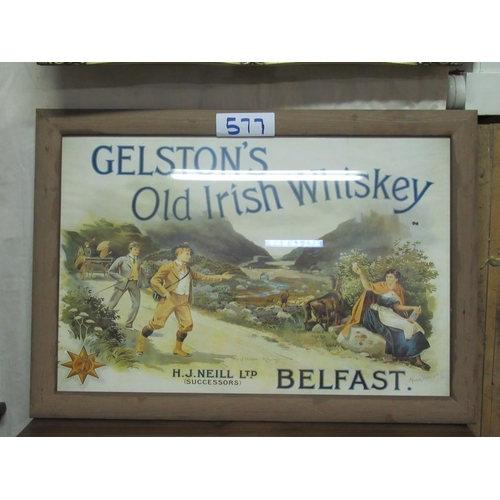 577
GELSTON'S
Old Irish Whiskey
H.J. NEILL LTD
(SUCCESSORS)
BELFAST.